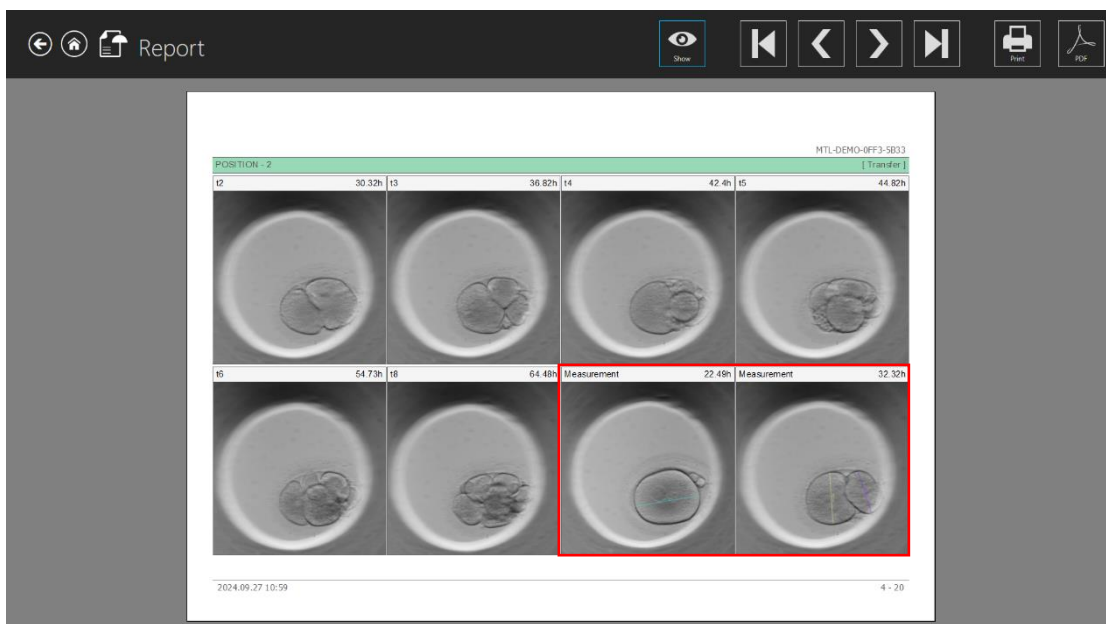 Report
Show
Print
PDF
MTL-DEMO-0FF3-5B33
POSITION - 2 [ Transfer ]
t2 30.32h t3 36.82h t4 42.4h t5 44.82h
t6 54.73h t8 64.48h Measurement 22.49h Measurement 32.32h
2024.09.27 10:59 4 - 20